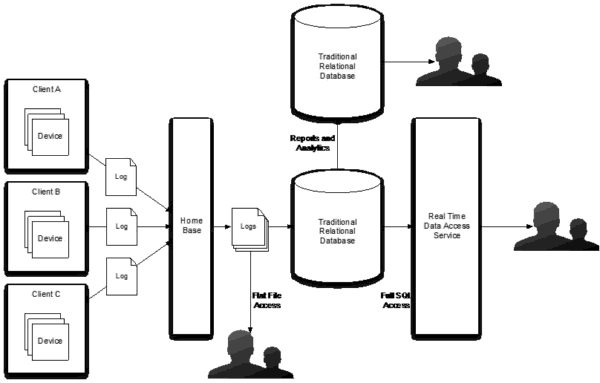 Client A
Device
Log
Client B
Device
Log
Client C
Device
Log
Home
Base
Logs
Flat File
Access
Traditional
Relational
Database
Reports and
Analytics
Traditional
Relational
Database
Full SQL
Access
Real Time
Data Access
Service